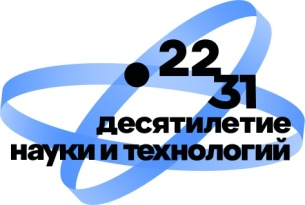 .22
31
десятилетие
науки и технологий